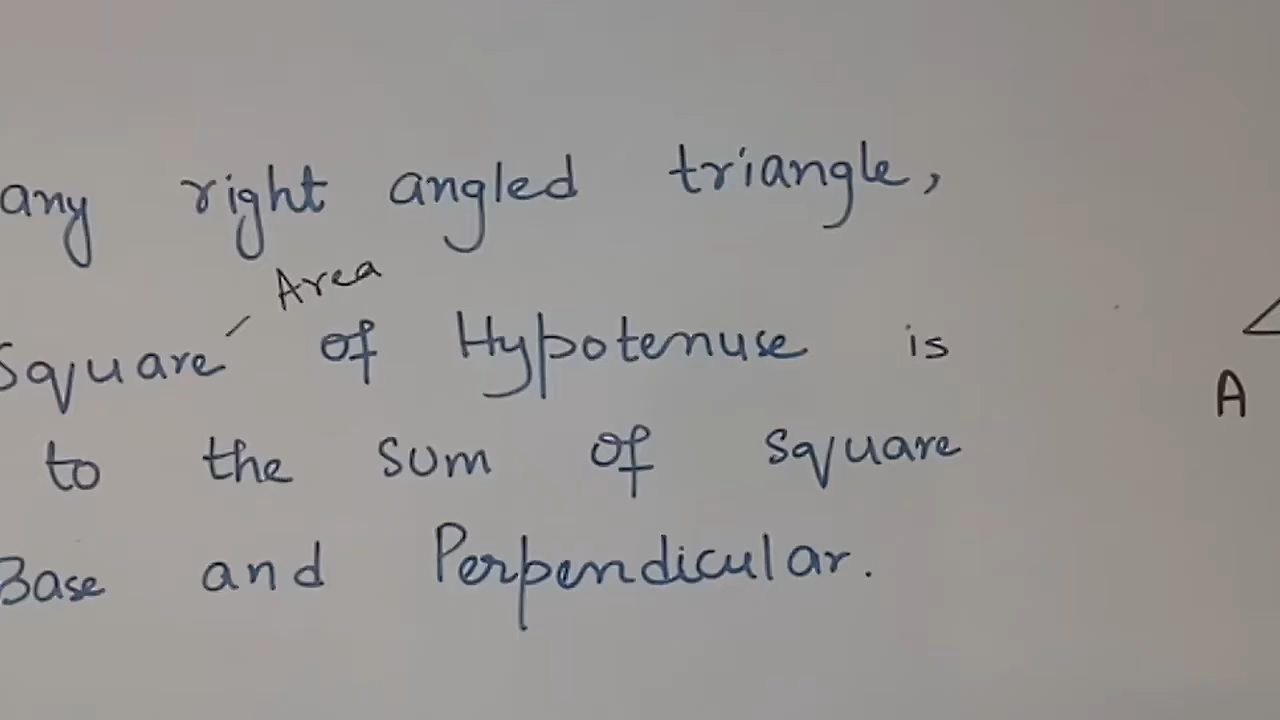 any right angled triangle,
Area
Square of Hypotenuse is
to the sum of square
Base and Perpendicular.
A